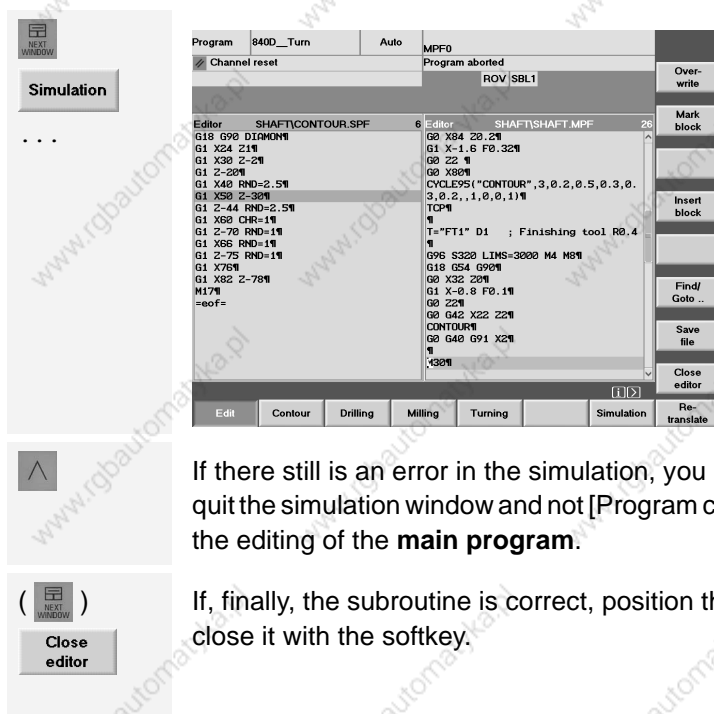 NEXT
WINDOW
Simulation
. . .
Program 840D__Turn Auto MPF0
Channel reset Program aborted
ROV SBL1
Editor SHAFT\CONTOUR.SPF 6
G18 G90 DIAMON¶
G1 X24 Z1¶
G1 X30 Z-2¶
G1 Z-20¶
G1 X40 RND=2.5¶
G1 X50 Z-30¶
G1 Z-44 RND=2.5¶
G1 X60 CHR=1¶
G1 Z-70 RND=1¶
G1 X66 RND=1¶
G1 Z-75 RND=1¶
G1 X76¶
G1 X82 Z-78¶
M17¶
=eof=
Editor SHAFT\SHAFT.MPF 26
G0 X84 Z0.2¶
G1 X-1.6 F0.32¶
G0 Z2 ¶
G0 X80¶
CYCLE95("CONTOUR",3,0.2,0.5,0.3,0.
3,0.2,,1,0,0,1)¶
TCP¶
¶
T="FT1" D1 ; Finishing tool R0.4
¶
G96 S320 LIMS=3000 M4 M8¶
G18 G54 G90¶
G0 X32 Z0¶
G1 X-0.8 F0.1¶
G0 Z2¶
G0 G42 X22 Z2¶
CONTOUR¶
G0 G40 G91 X2¶
¶
M30¶
Over-
write
Mark
block
Insert
block
Find/
Goto ..
Save
file
Close
editor
Re-
translate
Edit Contour Drilling Milling Turning Simulation
If there still is an error in the simulation, you
quit the simulation window and not [Program c
the editing of the main program.
( NEXT
WINDOW )
Close
editor
If, finally, the subroutine is correct, position th
close it with the softkey.
www.rgbautomatyka.pl